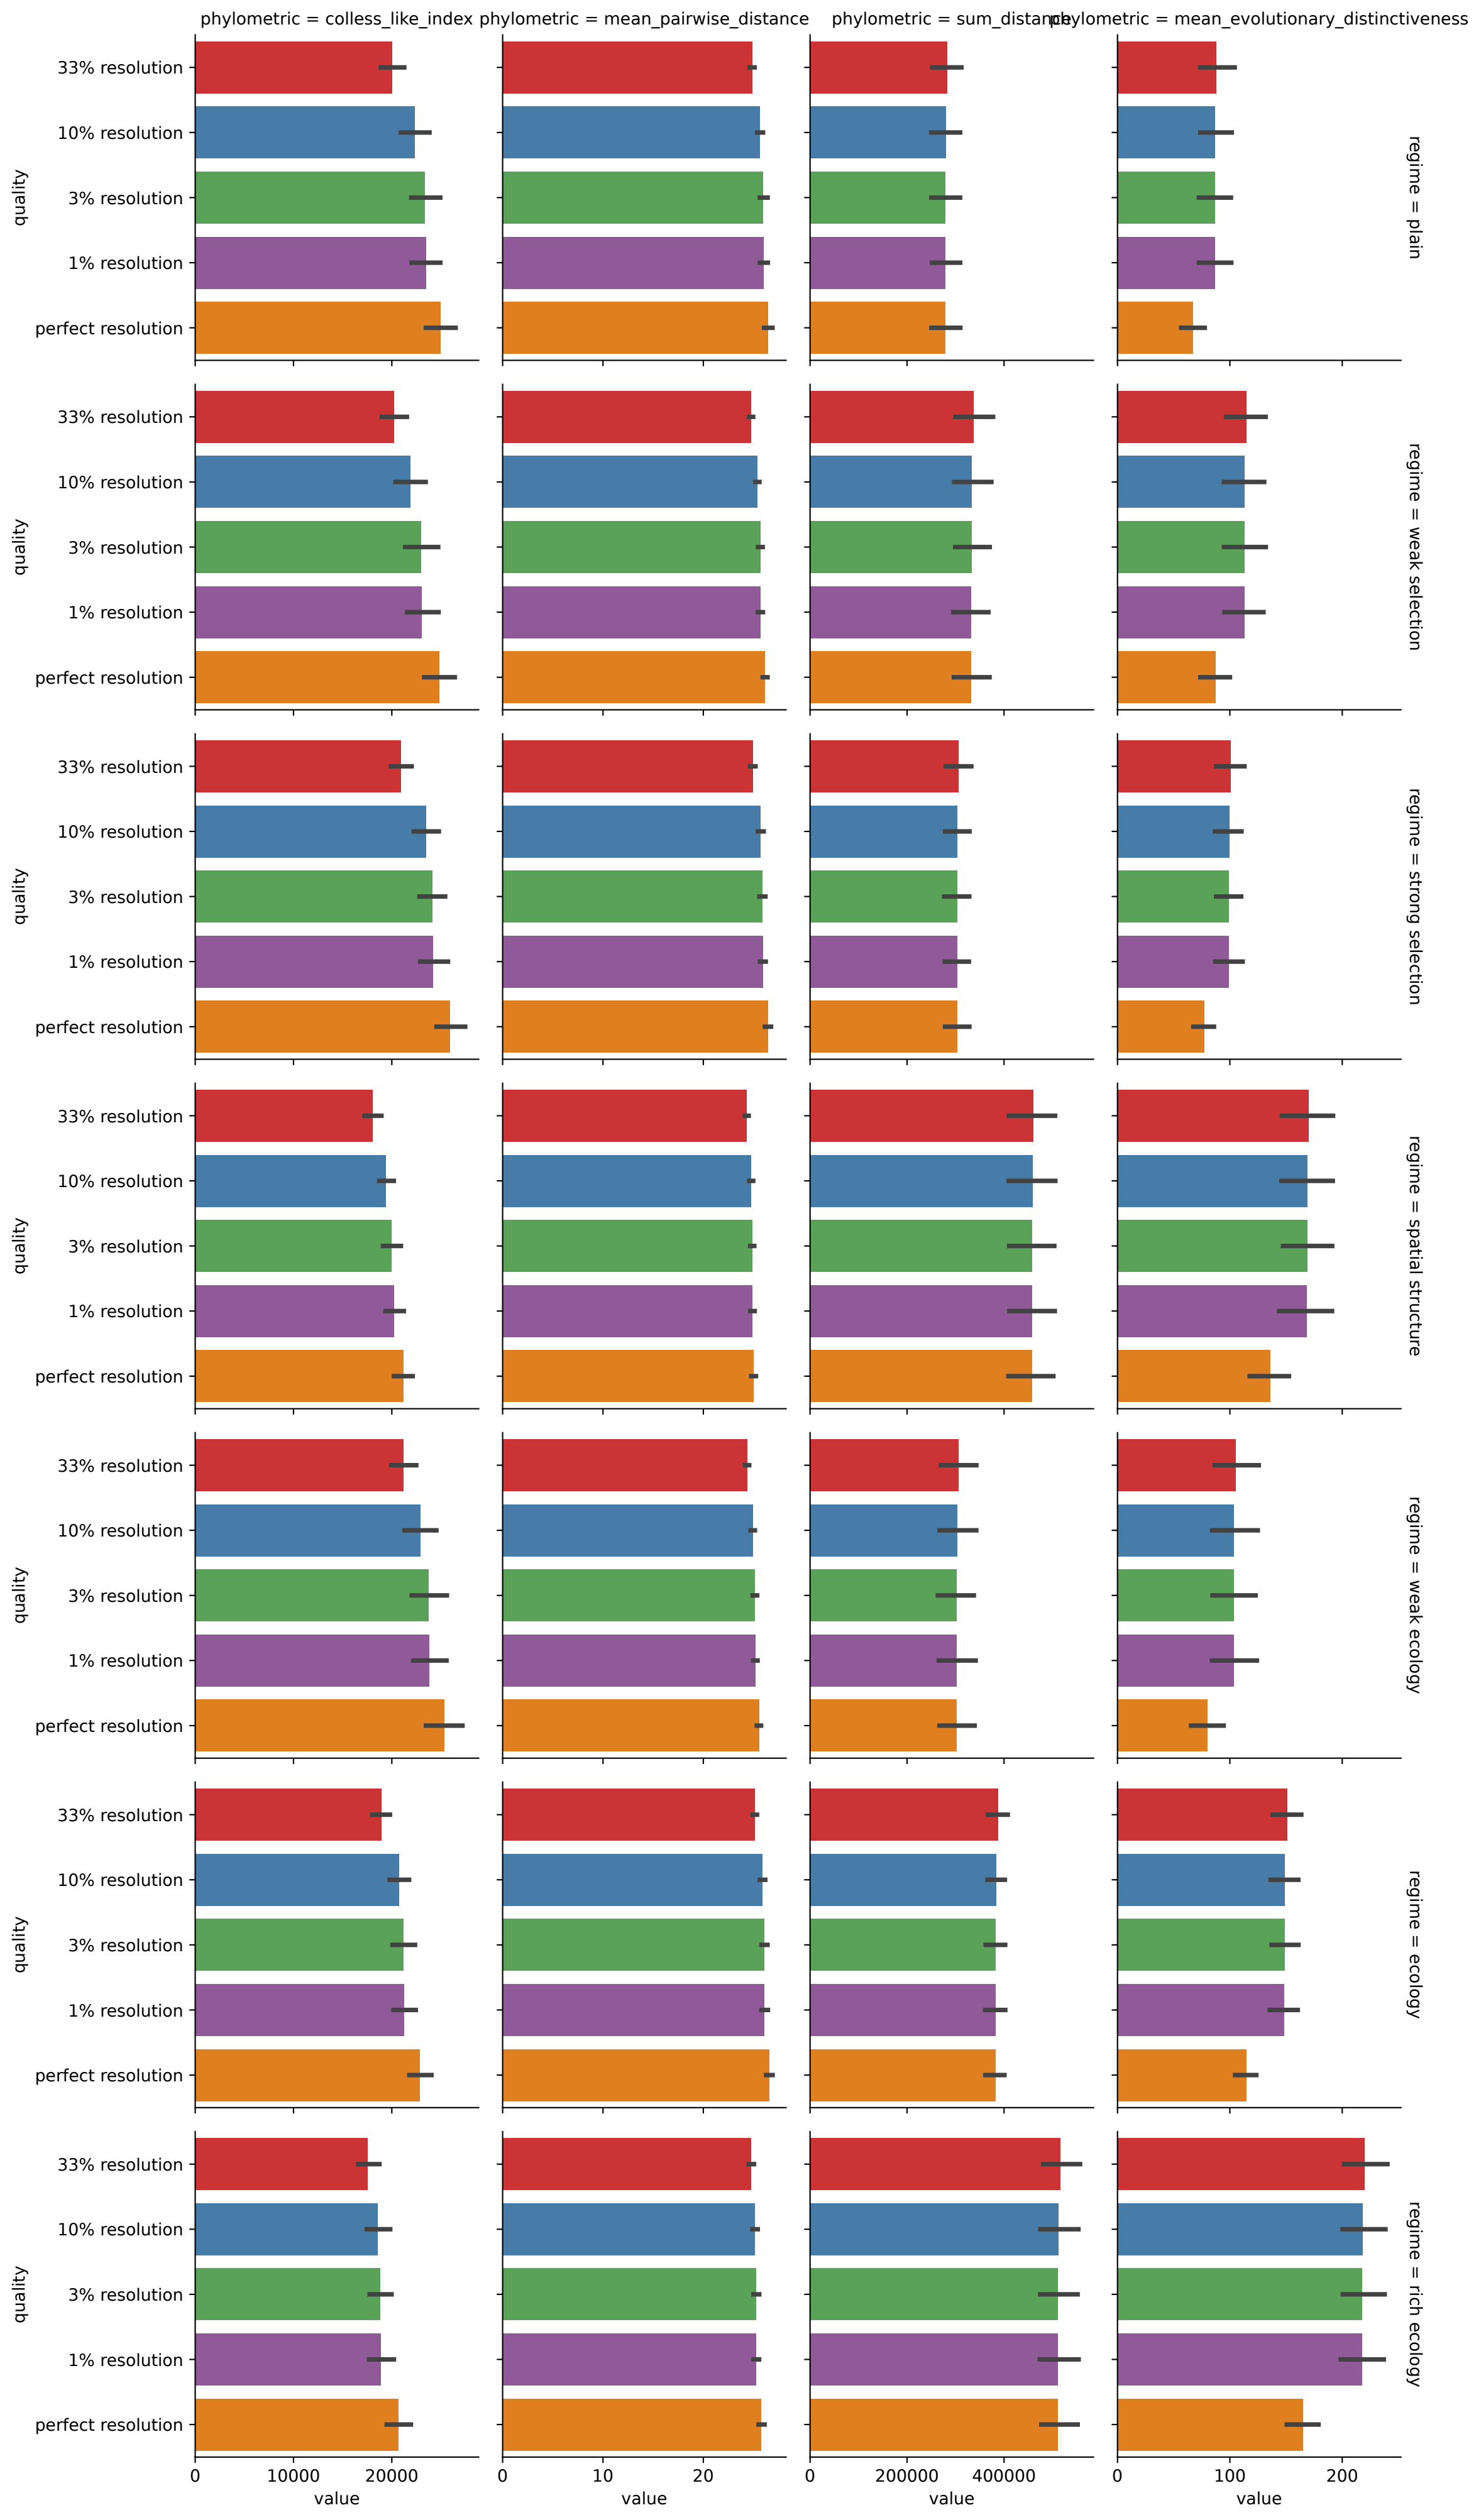 phylometric = colless_like_index
phylometric = mean_pairwise_distance
phylometric = sum_distance
phylometric = mean_evolutionary_distinctiveness
33% resolution
10% resolution
3% resolution
1% resolution
perfect resolution
quality
regime = plain
33% resolution
10% resolution
3% resolution
1% resolution
perfect resolution
quality
regime = weak selection
33% resolution
10% resolution
3% resolution
1% resolution
perfect resolution
quality
regime = strong selection
33% resolution
10% resolution
3% resolution
1% resolution
perfect resolution
quality
regime = spatial structure
33% resolution
10% resolution
3% resolution
1% resolution
perfect resolution
quality
regime = weak ecology
33% resolution
10% resolution
3% resolution
1% resolution
perfect resolution
quality
regime = ecology
33% resolution
10% resolution
3% resolution
1% resolution
perfect resolution
quality
regime = rich ecology
0 10000 20000
0 10 20
0 200000 400000
0 100 200
value
value
value
value